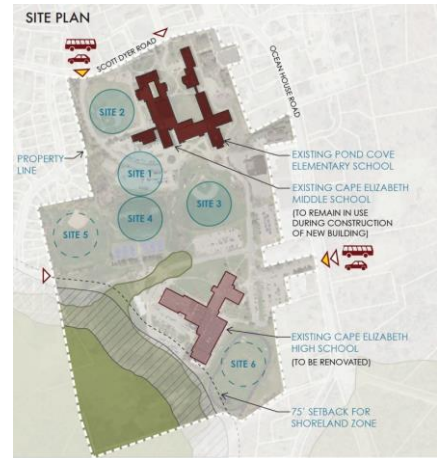 SITE PLAN
SCOTT DYER ROAD
OCEAN HOUSE ROAD
SITE 2
PROPERTY
LINE
SITE 1
SITE 3
SITE 4
SITE 5
EXISTING POND COVE
ELEMENTARY SCHOOL
EXISTING CAPE ELIZABETH
MIDDLE SCHOOL
(TO REMAIN IN USE
DURING CONSTRUCTION
OF NEW BUILDING)
EXISTING CAPE ELIZABETH
HIGH SCHOOL
(TO BE RENOVATED)
SITE 6
75' SETBACK FOR
SHORELAND ZONE